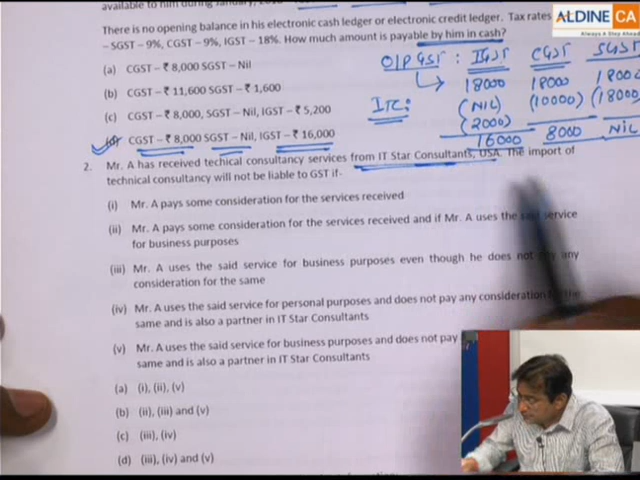 available to him during January, 2018
There is no opening balance in his electronic cash ledger or electronic credit ledger. Tax rates
- SGST – 9%, CGST – 9%, IGST – 18%. How much amount is payable by him in cash?
ALDINE CA
Always A Step Ahead
(a) CGST – ₹ 8,000 SGST – Nil
(b) CGST – ₹ 11,600 SGST – ₹ 1,600
(c) CGST – ₹ 8,000, SGST – Nil, IGST – ₹ 5,200
(d) CGST – ₹ 8,000 SGST – Nil, IGST – ₹ 16,000
O/P GST : IGST CGST SGST
18000 18000 18000
ITC: (NIL) (10000) (18000)
(2000)
16000 8000 NIL
2. Mr. A has received techical consultancy services from IT Star Consultants, USA. The import of
technical consultancy will not be liable to GST if-
(i) Mr. A pays some consideration for the services received
(ii) Mr. A pays some consideration for the services received and if Mr. A uses the said service
for business purposes
(iii) Mr. A uses the said service for business purposes even though he does not any
consideration for the same
(iv) Mr. A uses the said service for personal purposes and does not pay any consideration for the
same and is also a partner in IT Star Consultants
(v) Mr. A uses the said service for business purposes and does not pay
same and is also a partner in IT Star Consultants
(a) (i), (ii), (v)
(b) (ii), (iii) and (v)
(c) (iii), (iv)
(d) (iii), (iv) and (v)